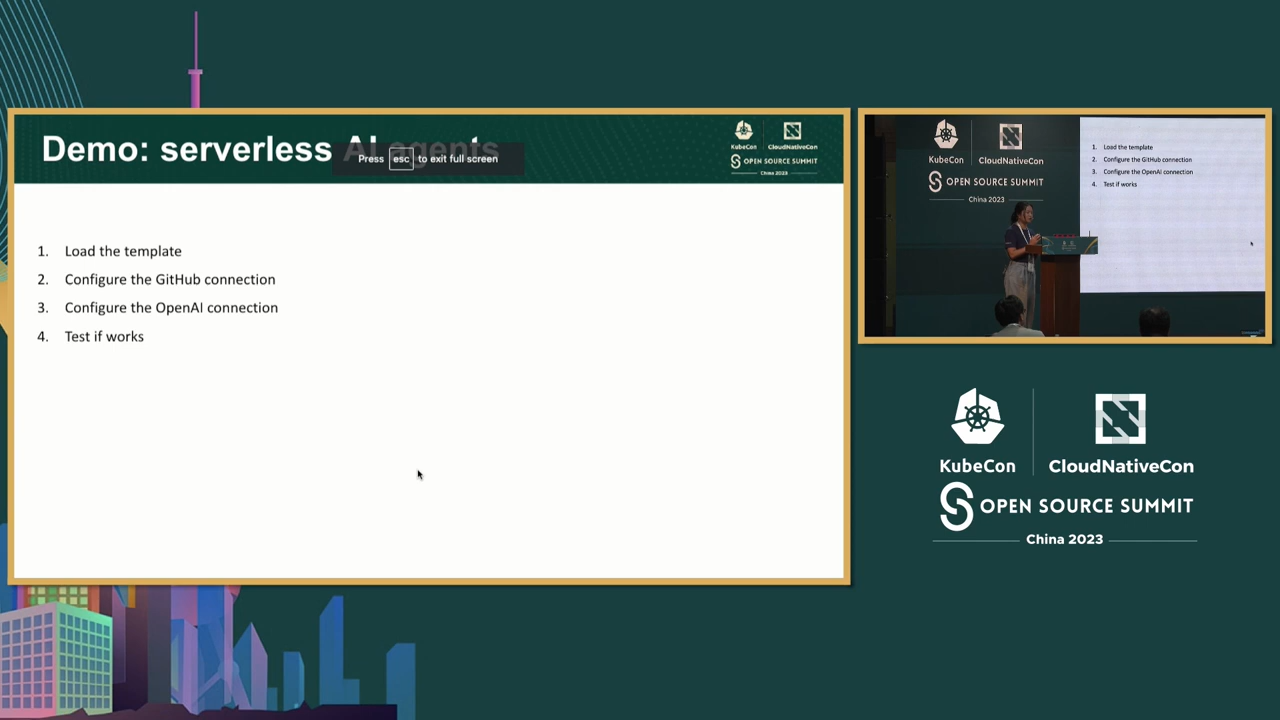 Demo: serverless AI agents
Press esc to exit full screen
KubeCon CloudNativeCon
OPEN SOURCE SUMMIT
China 2023
1. Load the template
2. Configure the GitHub connection
3. Configure the OpenAI connection
4. Test if works
KubeCon CloudNativeCon
OPEN SOURCE SUMMIT
China 2023
1. Load the template
2. Configure the GitHub connection
3. Configure the OpenAI connection
4. Test if works
KubeCon CloudNativeCon
OPEN SOURCE SUMMIT
China 2023